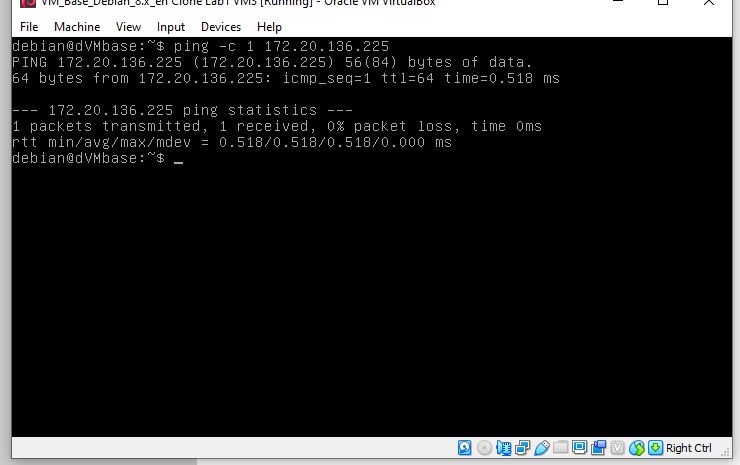 VM_Base_Debian_8.x_en Clone Lab1 VM3 [Running] - Oracle VM VirtualBox
File Machine View Input Devices Help
debian@dVMbase:~$ ping -c 1 172.20.136.225
PING 172.20.136.225 (172.20.136.225) 56(84) bytes of data.
64 bytes from 172.20.136.225: icmp_seq=1 ttl=64 time=0.518 ms
--- 172.20.136.225 ping statistics ---
1 packets transmitted, 1 received, 0% packet loss, time 0ms
rtt min/avg/max/mdev = 0.518/0.518/0.518/0.000 ms
debian@dVMbase:~$ _
Right Ctrl